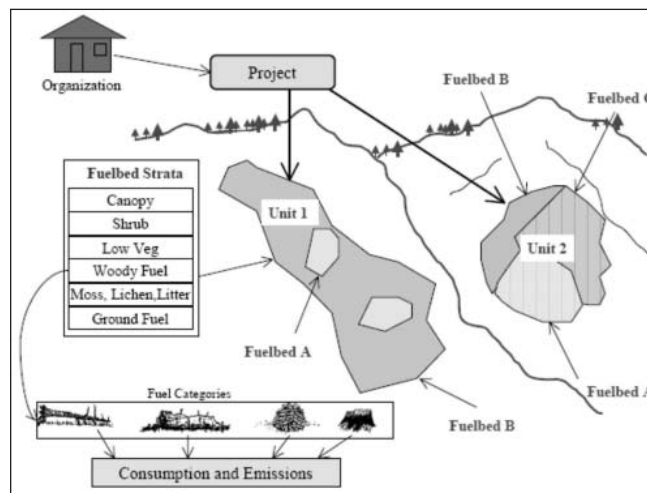 Organization
Project
Fuelbed B
Fuelbed C
Fuelbed Strata
Canopy
Shrub
Low Veg
Woody Fuel
Moss, Lichen,Litter
Ground Fuel
Unit 1
Unit 2
Fuelbed A
Fuelbed A
Fuelbed B
Fuel Categories
Consumption and Emissions